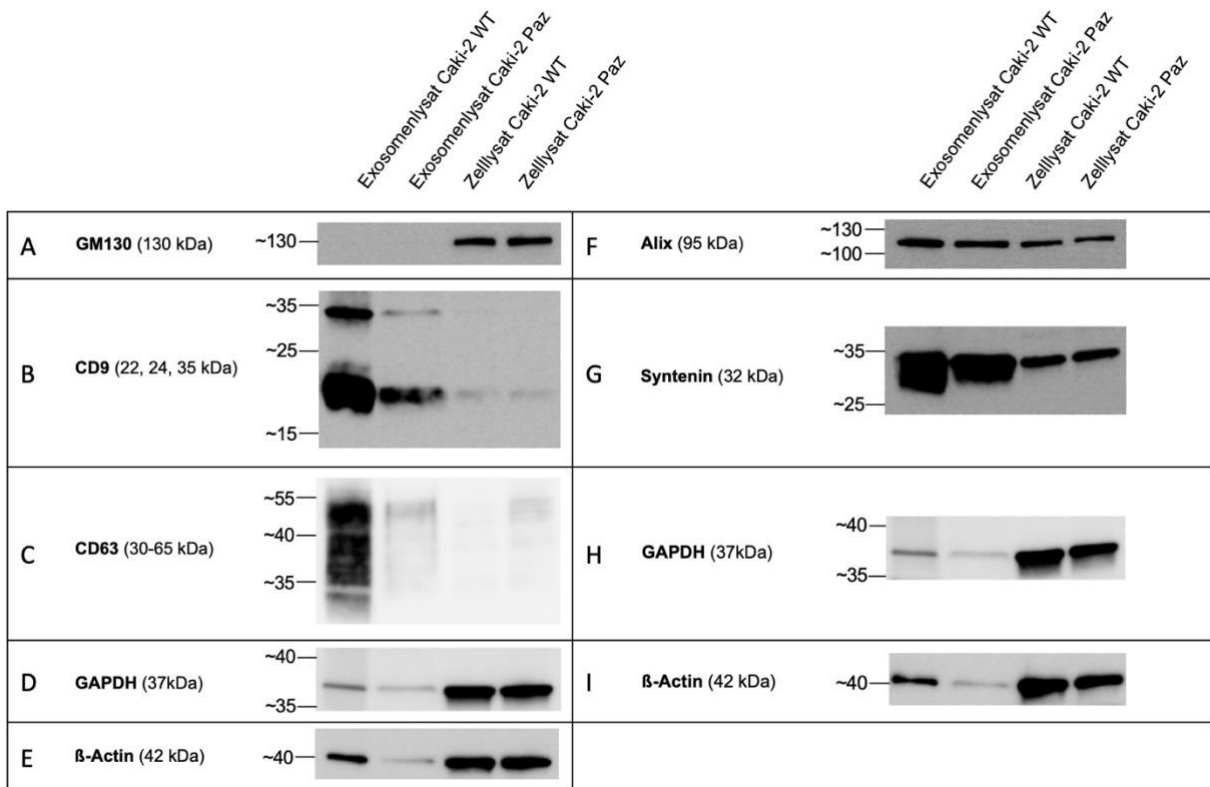 Exosomenlysat Caki-2 WT
Exosomenlysat Caki-2 Paz
Zelllysat Caki-2 WT
Zelllysat Caki-2 Paz
Exosomenlysat Caki-2 WT
Exosomenlysat Caki-2 Paz
Zelllysat Caki-2 WT
Zelllysat Caki-2 Paz
A GM130 (130 kDa) ~130
B CD9 (22, 24, 35 kDa) ~35
~25
~15
C CD63 (30-65 kDa) ~55
~40
~35
D GAPDH (37kDa) ~40
~35
E ß-Actin (42 kDa) ~40
F Alix (95 kDa) ~130
~100
G Syntenin (32 kDa) ~35
~25
H GAPDH (37kDa) ~40
~35
I ß-Actin (42 kDa) ~40